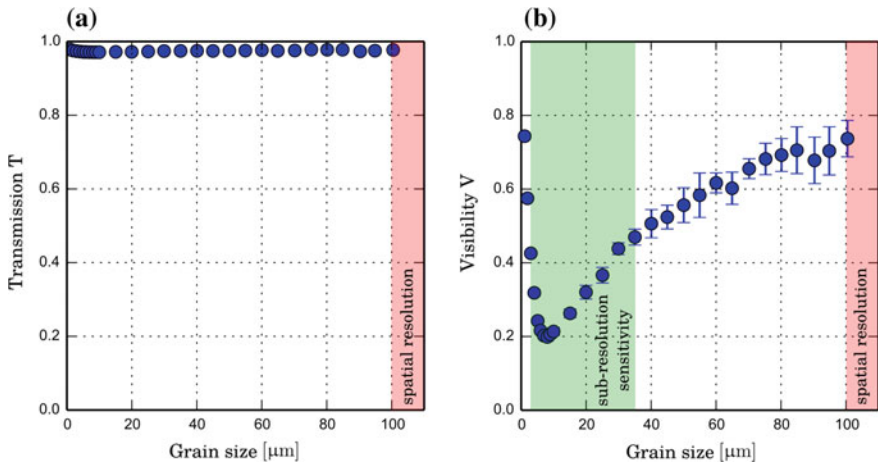 (a)
1.0
0.8
0.6
0.4
0.2
0.0
Transmission T
0 20 40 60 80 100
Grain size [μm]
spatial resolution
(b)
1.0
0.8
0.6
0.4
0.2
0.0
Visibility V
0 20 40 60 80 100
Grain size [μm]
sub-resolution
sensitivity
spatial resolution